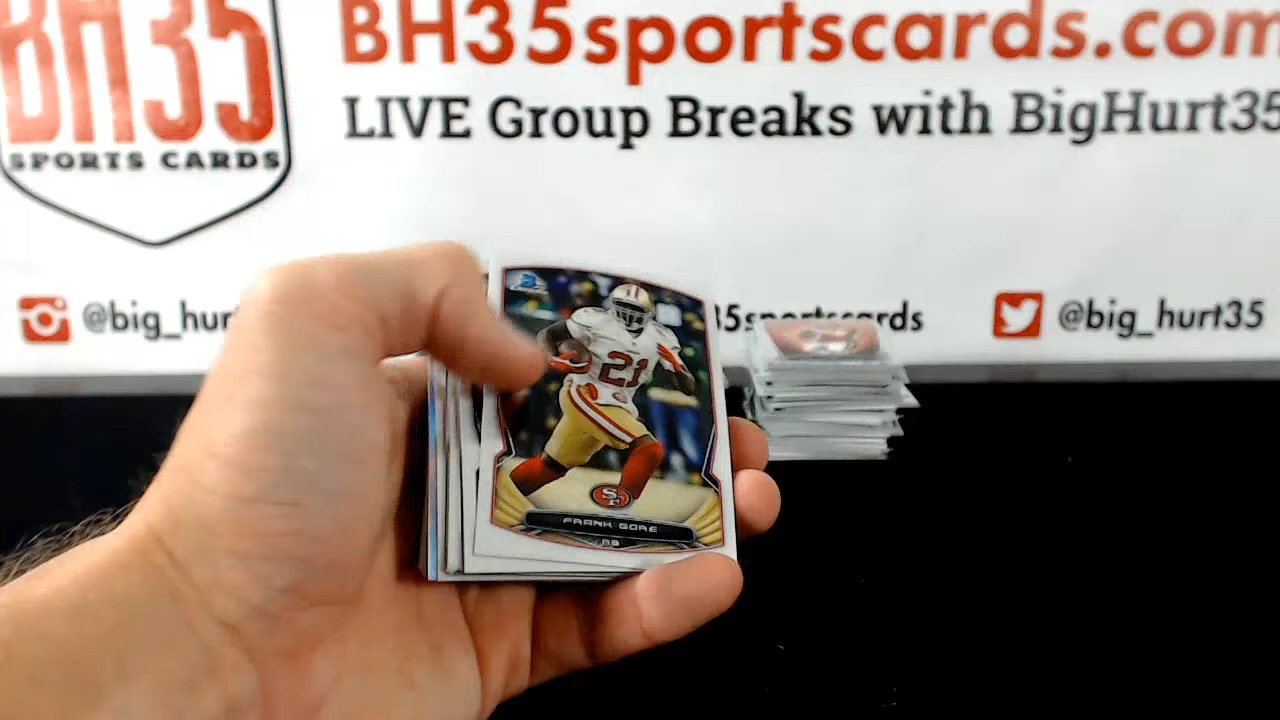 BH35
SPORTS CARDS
BH35sportscards.com
LIVE Group Breaks with BigHurt35
@big_hur
35sportscards
@big_hurt35
21
SF
FRANK GORE
RB